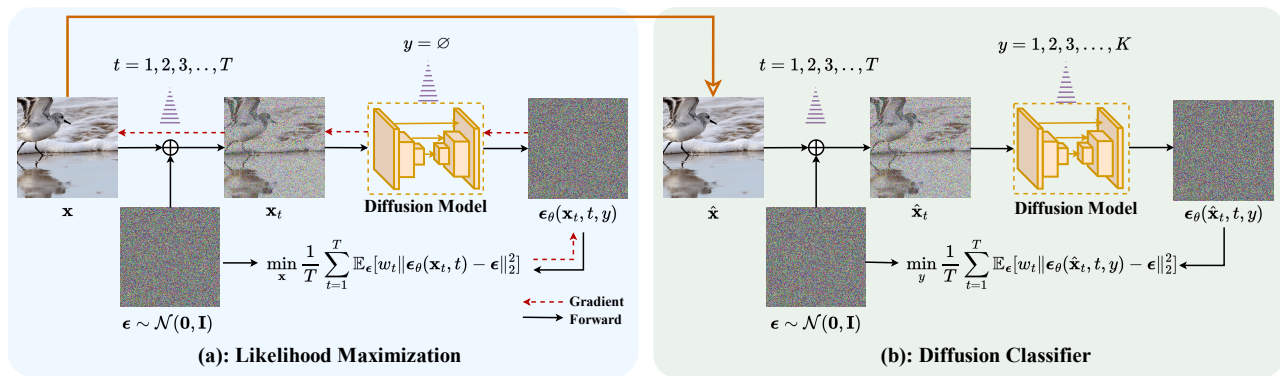 y = ∅
t = 1, 2, 3, . . , T
x
x_t
Diffusion Model
ϵ_θ(x_t, t, y)
min_x 1/T ∑_{t=1}^{T} 𝔼_ϵ[w_t‖ϵ_θ(x_t, t) − ϵ‖_2^2]
Gradient
Forward
ϵ ∼ 𝒩(0, I)
(a): Likelihood Maximization
y = 1, 2, 3, . . . , K
t = 1, 2, 3, . . , T
x̂
x̂_t
Diffusion Model
ϵ_θ(x̂_t, t, y)
min_y 1/T ∑_{t=1}^{T} 𝔼_ϵ[w_t‖ϵ_θ(x̂_t, t, y) − ϵ‖_2^2]
ϵ ∼ 𝒩(0, I)
(b): Diffusion Classifier